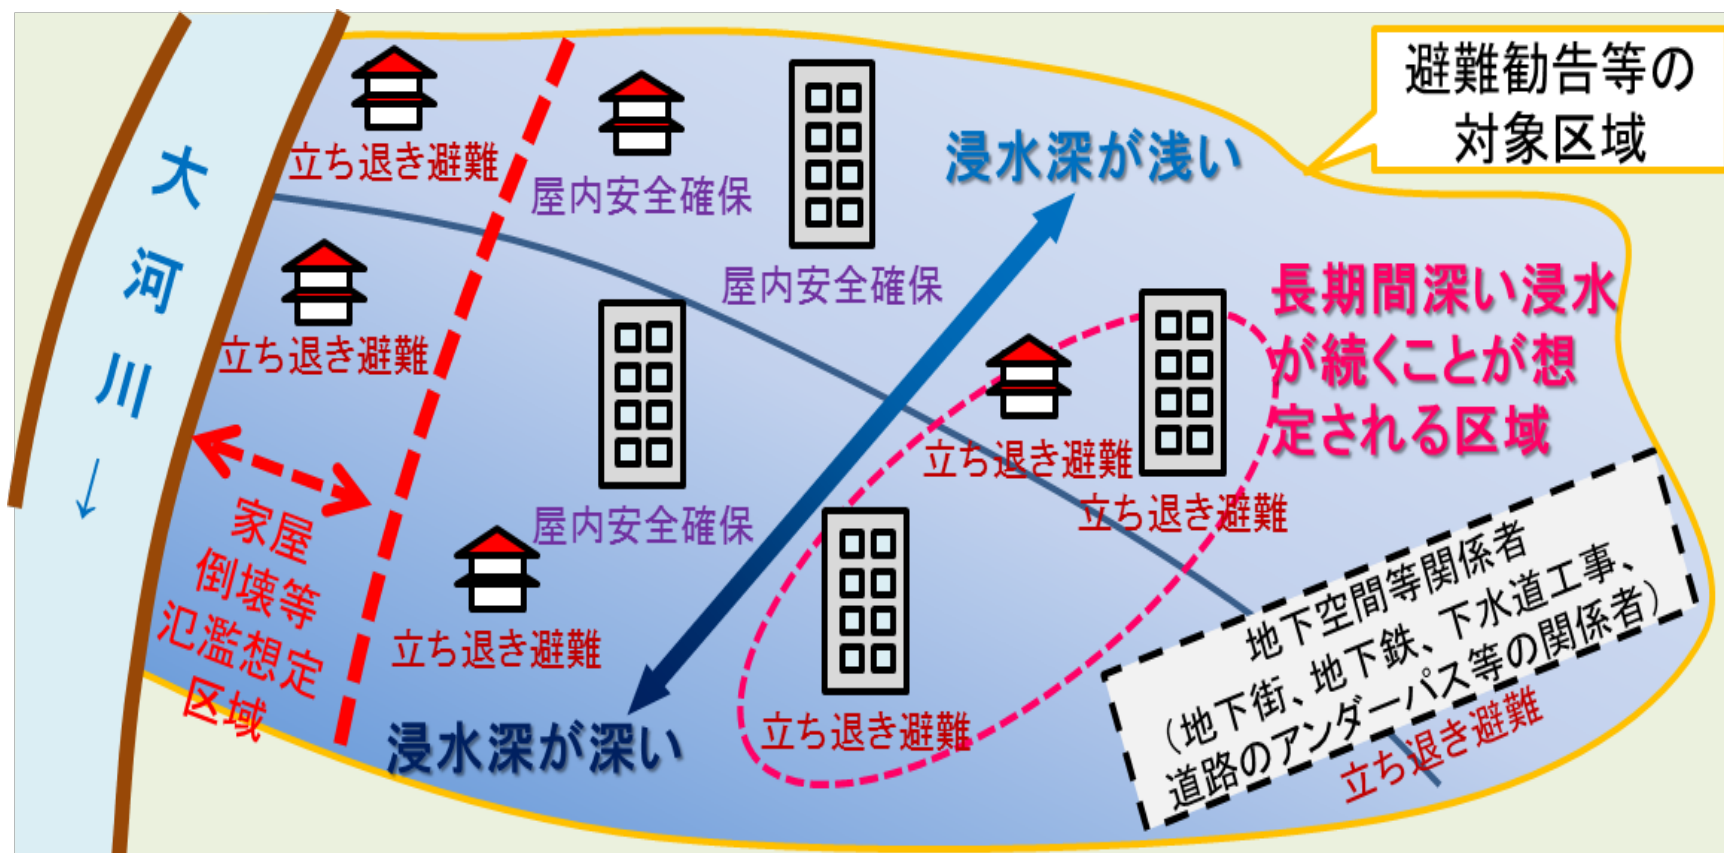 避難勧告等の
対象区域
立ち退き避難
屋内安全確保
浸水深が浅い
大河川
↓
屋内安全確保
立ち退き避難
長期間深い浸水
が続くことが想
定される区域
立ち退き避難
立ち退き避難
屋内安全確保
家屋
倒壊等
氾濫想定
区域
立ち退き避難
浸水深が深い
立ち退き避難
地下空間等関係者
（地下街、地下鉄、下水道工事、
道路のアンダーパス等の関係者）
立ち退き避難